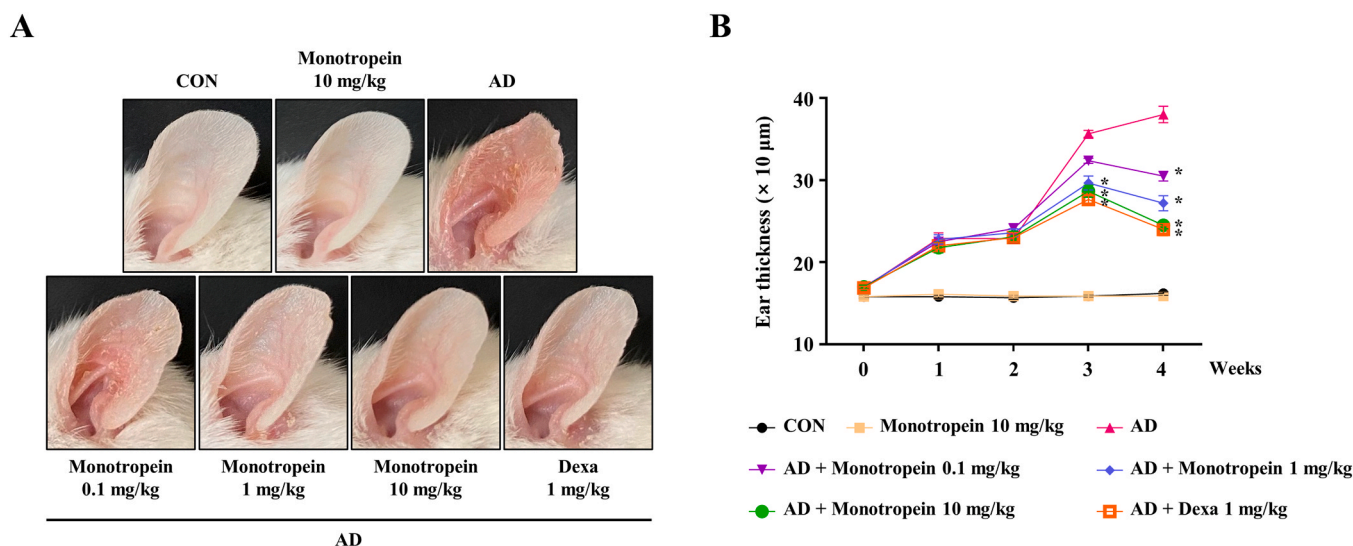 A
CON
Monotropein
10 mg/kg
AD
Monotropein
0.1 mg/kg
Monotropein
1 mg/kg
Monotropein
10 mg/kg
Dexa
1 mg/kg
AD
B
Ear thickness (× 10 μm)
40
30
20
10
*
*
*
*
*
*
*
0
1
2
3
4
Weeks
CON
Monotropein 10 mg/kg
AD
AD + Monotropein 0.1 mg/kg
AD + Monotropein 1 mg/kg
AD + Monotropein 10 mg/kg
AD + Dexa 1 mg/kg